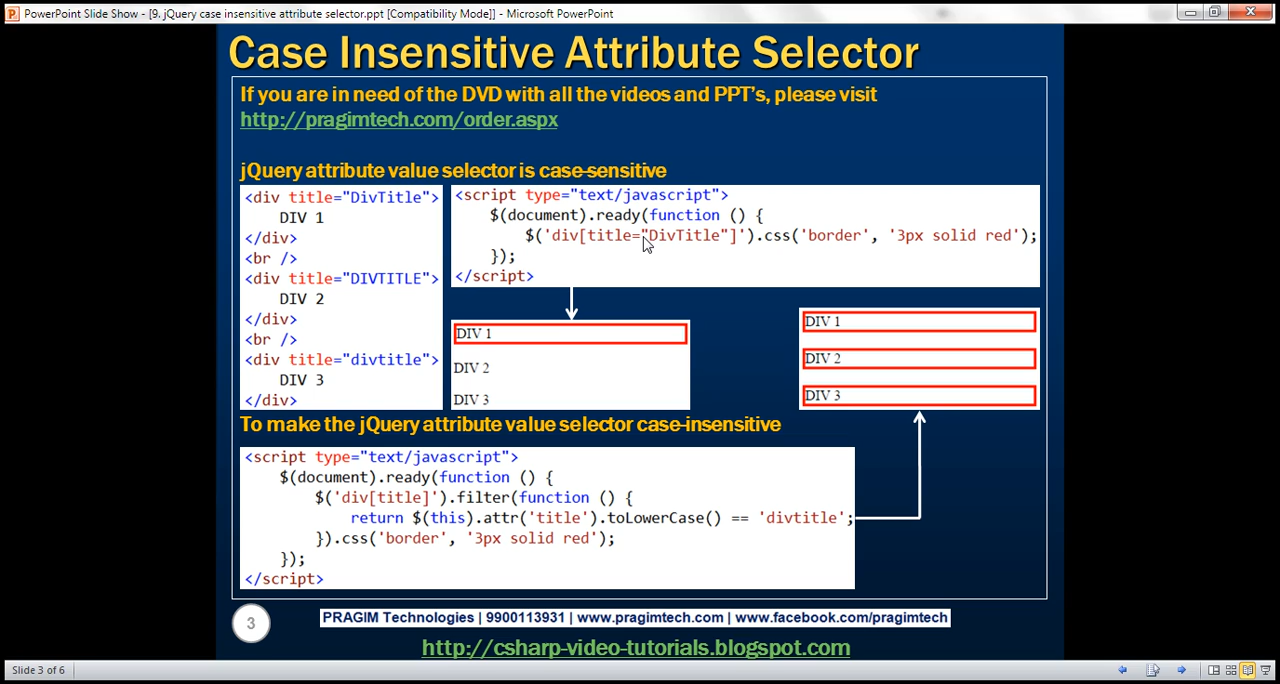 PowerPoint Slide Show - [9. jQuery case insensitive attribute selector.ppt [Compatibility Mode]] - Microsoft PowerPoint
Case Insensitive Attribute Selector
If you are in need of the DVD with all the videos and PPT's, please visit
http://pragimtech.com/order.aspx
jQuery attribute value selector is case-sensitive
<div title="DivTitle">
DIV 1
</div>
<br />
<div title="DIVTITLE">
DIV 2
</div>
<br />
<div title="divtitle">
DIV 3
</div>
<script type="text/javascript">
$(document).ready(function () {
$('div[title="DivTitle"]').css('border', '3px solid red');
});
</script>
DIV 1
DIV 2
DIV 3
DIV 1
DIV 2
DIV 3
To make the jQuery attribute value selector case-insensitive
<script type="text/javascript">
$(document).ready(function () {
$('div[title]').filter(function () {
return $(this).attr('title').toLowerCase() == 'divtitle';
}).css('border', '3px solid red');
});
</script>
3
PRAGIM Technologies | 9900113931 | www.pragimtech.com | www.facebook.com/pragimtech
http://csharp-video-tutorials.blogspot.com
Slide 3 of 6